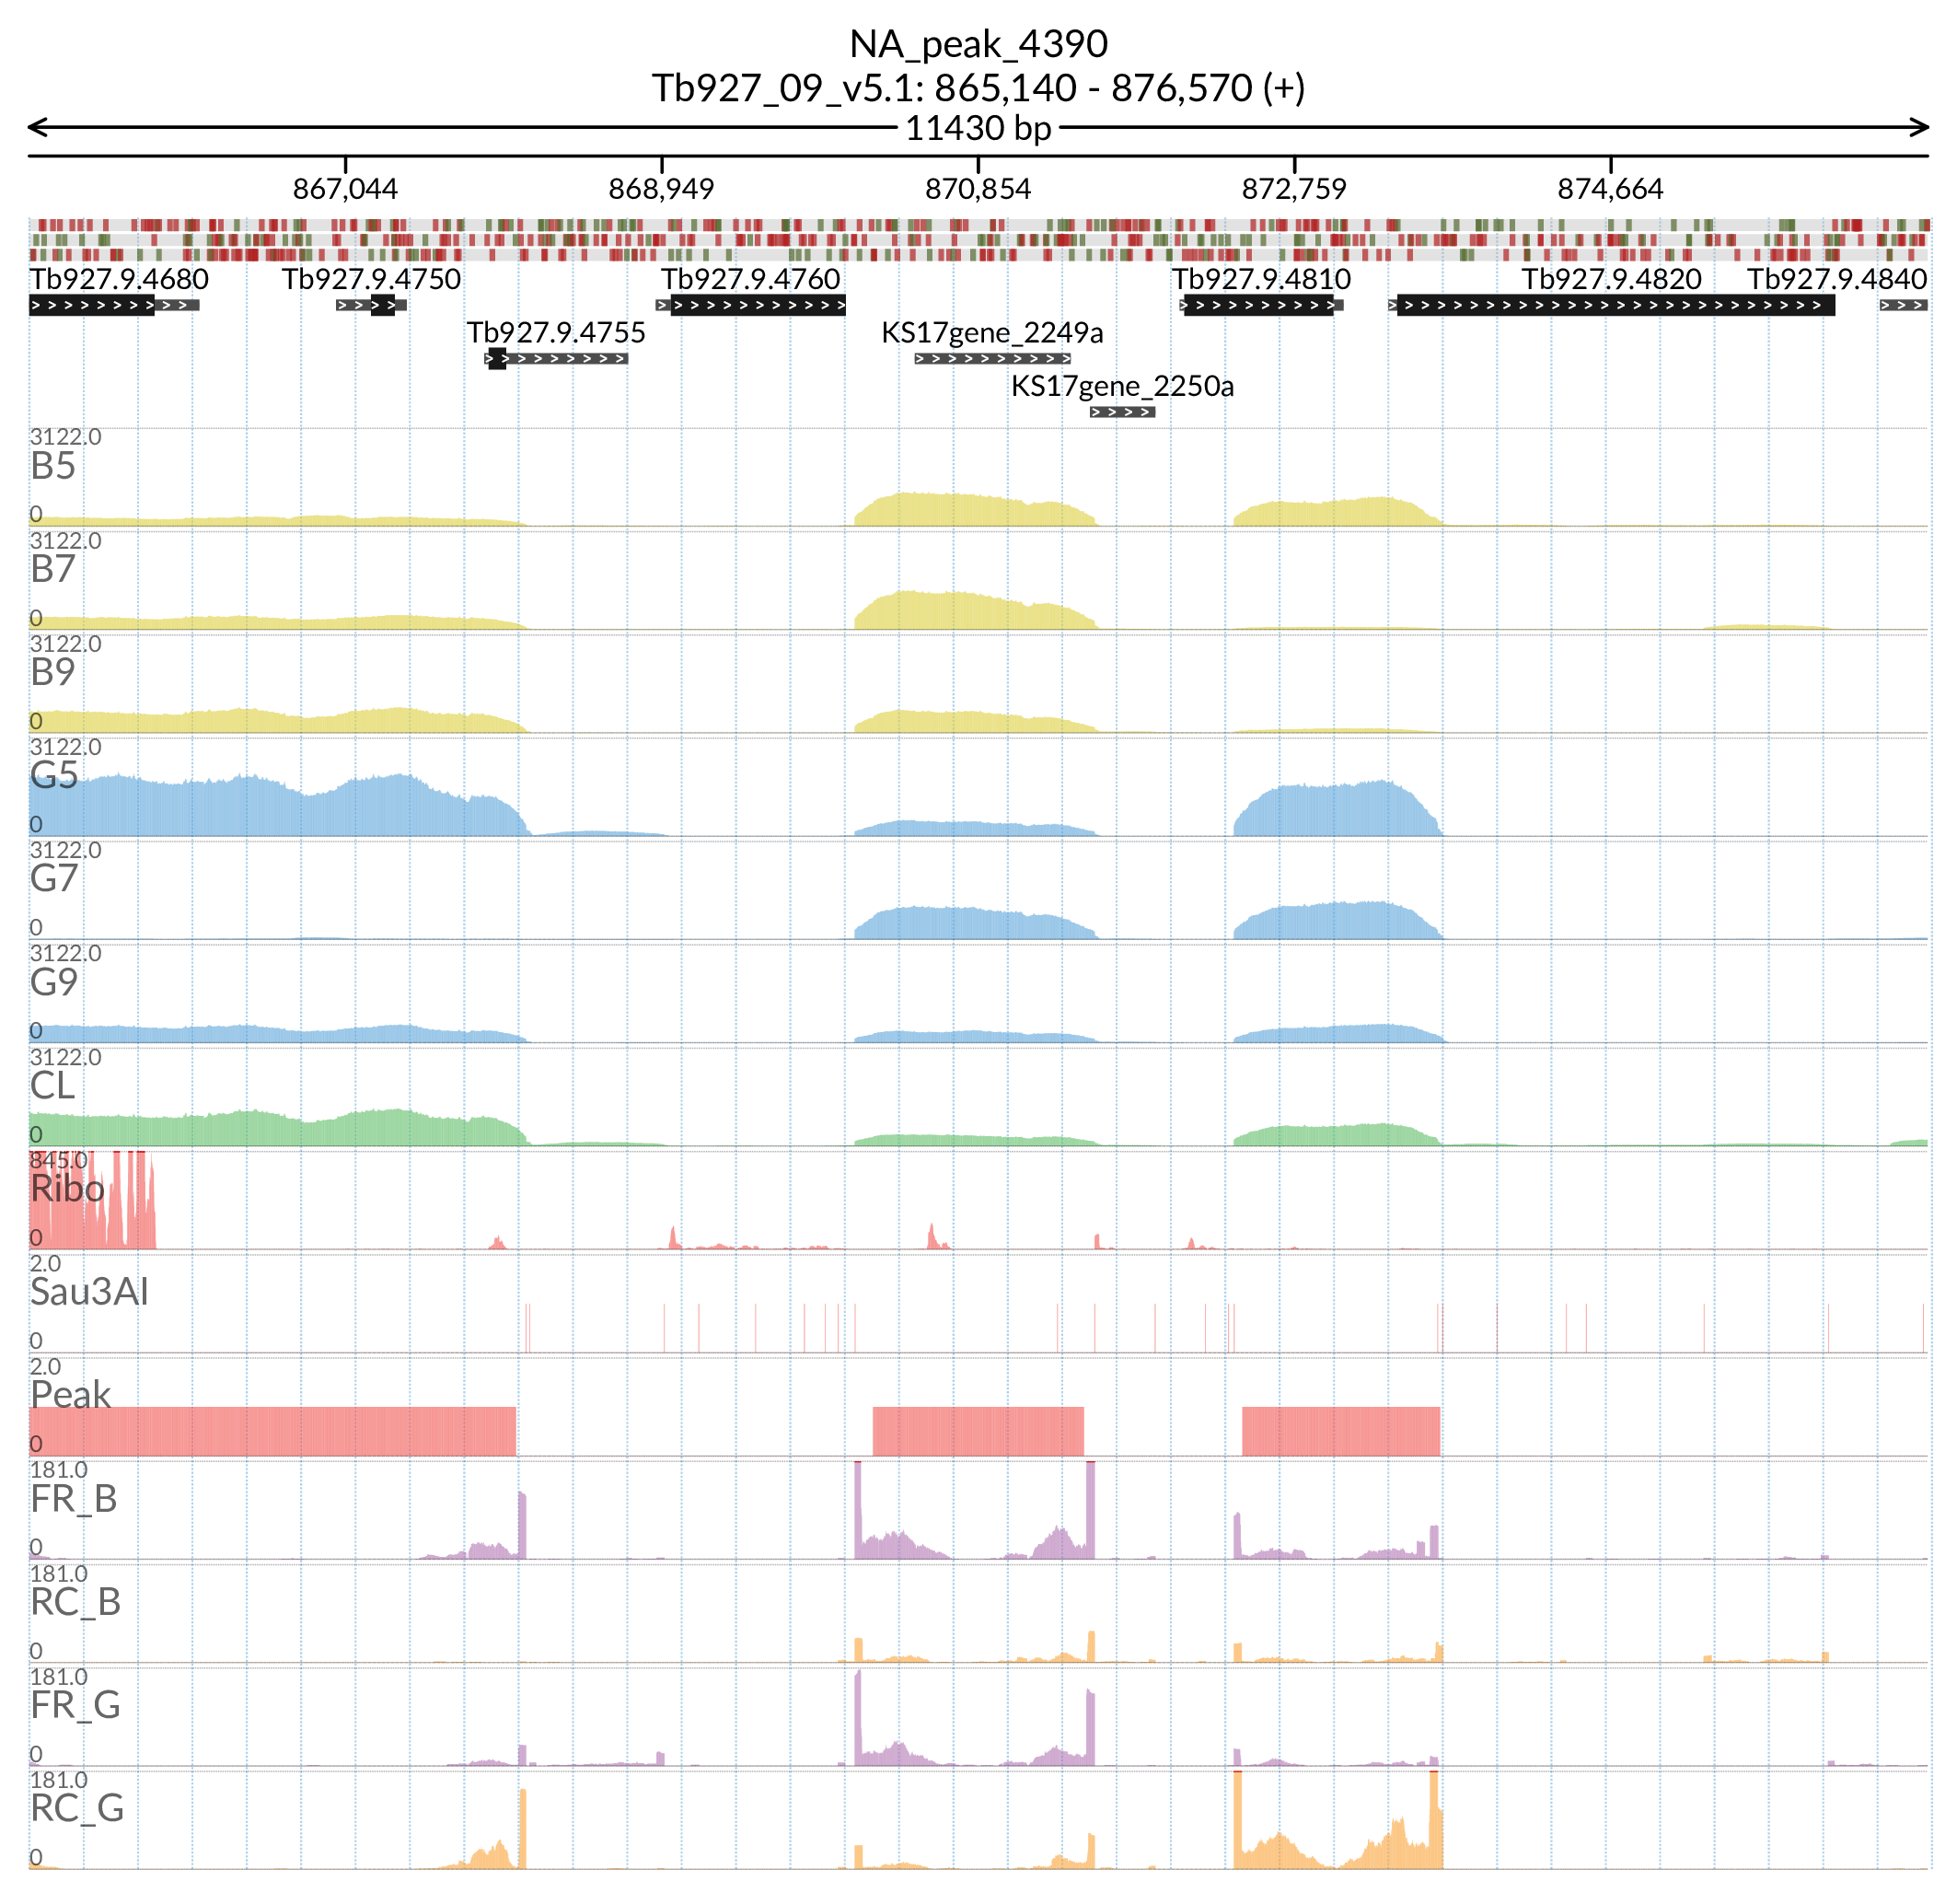 NA_peak_4390
Tb927_09_v5.1: 865,140 - 876,570 (+)
11430 bp
867,044 868,949 870,854 872,759 874,664
Tb927.9.4680 Tb927.9.4750 Tb927.9.4760 Tb927.9.4810 Tb927.9.4820 Tb927.9.4840
Tb927.9.4755 KS17gene_2249a
KS17gene_2250a
3122.0
B5
0
3122.0
B7
0
3122.0
B9
0
3122.0
G5
0
3122.0
G7
0
3122.0
G9
0
3122.0
CL
0
845.0
Ribo
0
2.0
Sau3AI
0
2.0
Peak
0
181.0
FR_B
0
181.0
RC_B
0
181.0
FR_G
0
181.0
RC_G
0